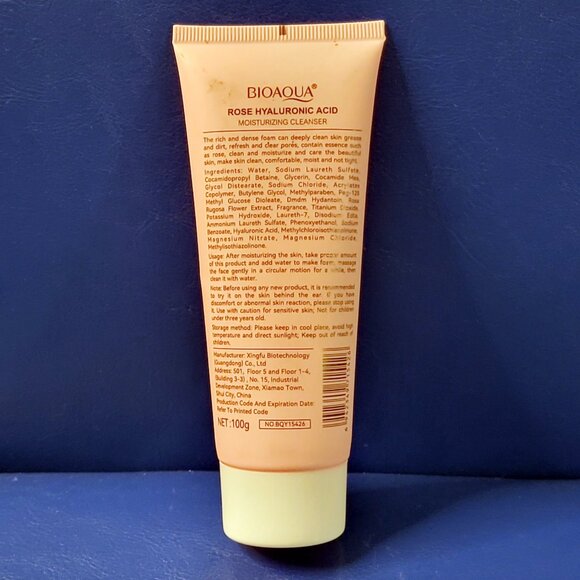 BIOAQUA®
ROSE HYALURONIC ACID
MOISTURIZING CLEANSER
The rich and dense foam can deeply clean skin grease
and dirt, refresh and clear pores, contain essence such
as rose, clean and moisturize and care the beautiful
skin, make skin clean, comfortable, moist and not tight.
Ingredients: Water, Sodium Laureth Sulfate,
Cocamidopropyl Betaine, Glycerin, Cocamide Mea,
Glycol Distearate, Sodium Chloride, Acrylates
Copolymer, Butylene Glycol, Methylparaben, Peg-120
Methyl Glucose Dioleate, Dmdm Hydantoin, Rosa
Rugosa Flower Extract, Fragrance, Titanium Dioxide,
Potassium Hydroxide, Laureth-7, Disodium Edta,
Ammonium Laureth Sulfate, Phenoxyethanol, Sodium
Benzoate, Hyaluronic Acid, Methylchloroisothiazolinone,
Magnesium Nitrate, Magnesium Chloride,
Methylisothiazolinone.
Usage: After moisturizing the skin, take proper amount
of this product and add water to make foam, massage
the face gently in a circular motion for a while, then
clean it with water.
Note: Before using any new product, it is recommended
to try it on the skin behind the ear. If you have
discomfort or abnormal skin reaction, please stop using
it. Use with caution for sensitive skin; Not for children
under three years old.
Storage method: Please keep in cool place, avoid high
temperature and direct sunlight; Keep out of reach of
children.
Manufacturer: Xingfu Biotechnology
(Guangdong) Co., Ltd
Address: 501, Floor 5 and Floor 1-4,
(Building 3-3) , No. 15, Industrial
Development Zone, Xiamao Town,
Sihui City, China
Production Code And Expiration Date:
Refer To Printed Code
NET :100g
NO.BQY15426